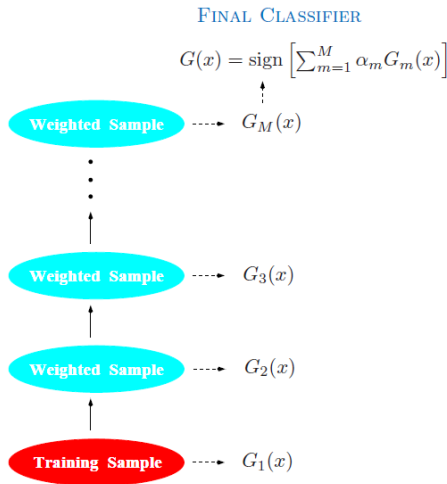 FINAL CLASSIFIER
G(x) = sign [∑_{m=1}^{M} α_m G_m(x)]
Weighted Sample G_M(x)
Weighted Sample G_3(x)
Weighted Sample G_2(x)
Training Sample G_1(x)